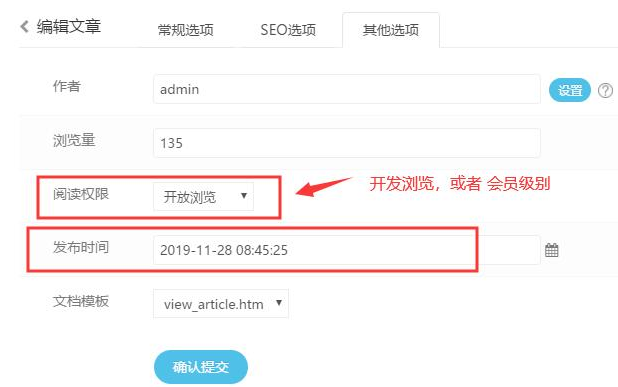 编辑文章 常规选项 SEO选项 其他选项
作者 admin 设置
浏览量 135
阅读权限 开放浏览 开发浏览，或者 会员级别
发布时间 2019-11-28 08:45:25
文档模板 view_article.htm
确认提交